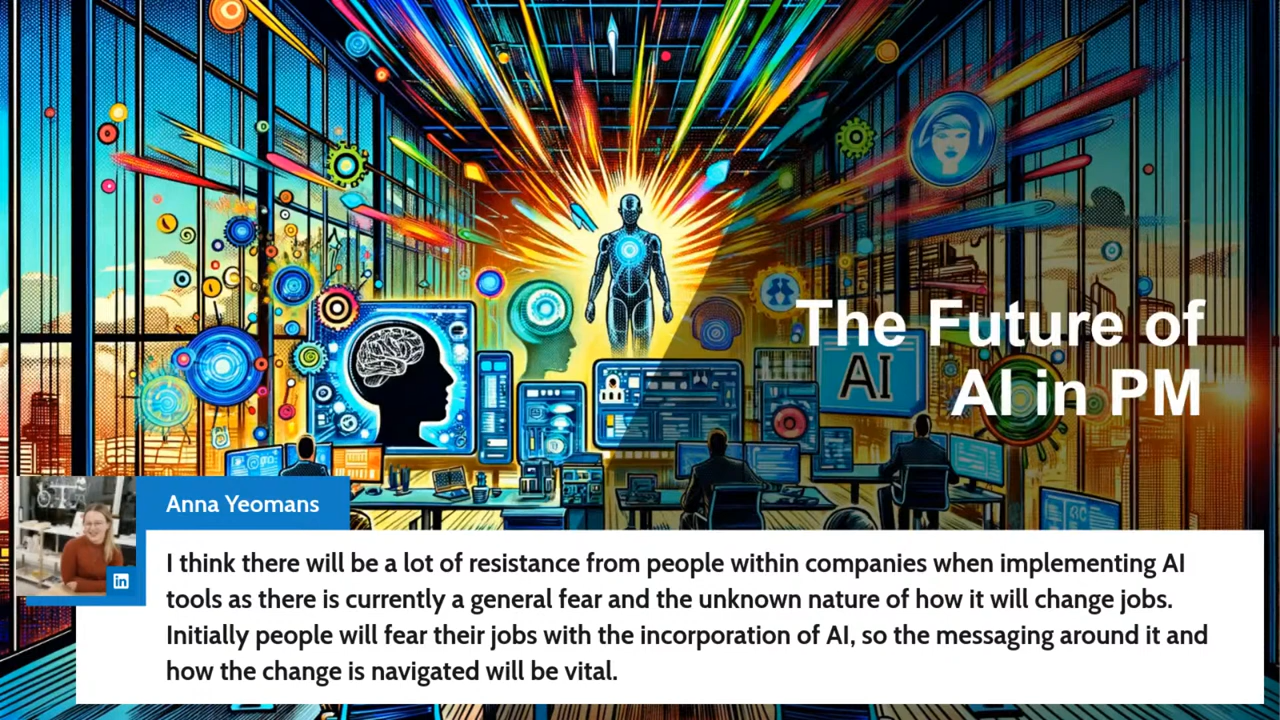 The Future of
AI in PM
AI
Anna Yeomans
in
I think there will be a lot of resistance from people within companies when implementing AI
tools as there is currently a general fear and the unknown nature of how it will change jobs.
Initially people will fear their jobs with the incorporation of AI, so the messaging around it and
how the change is navigated will be vital.